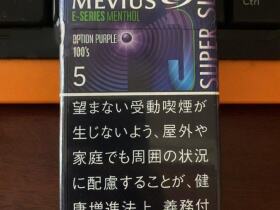 MEVIUS
E-SERIES MENTHOL
OPTION PURPLE
100's
5
SUPER SL
Ctrl
望まない受動喫煙が
生じないよう、屋外や
家庭でも周囲の状況
に配慮することが、健
康増進法上、義務付